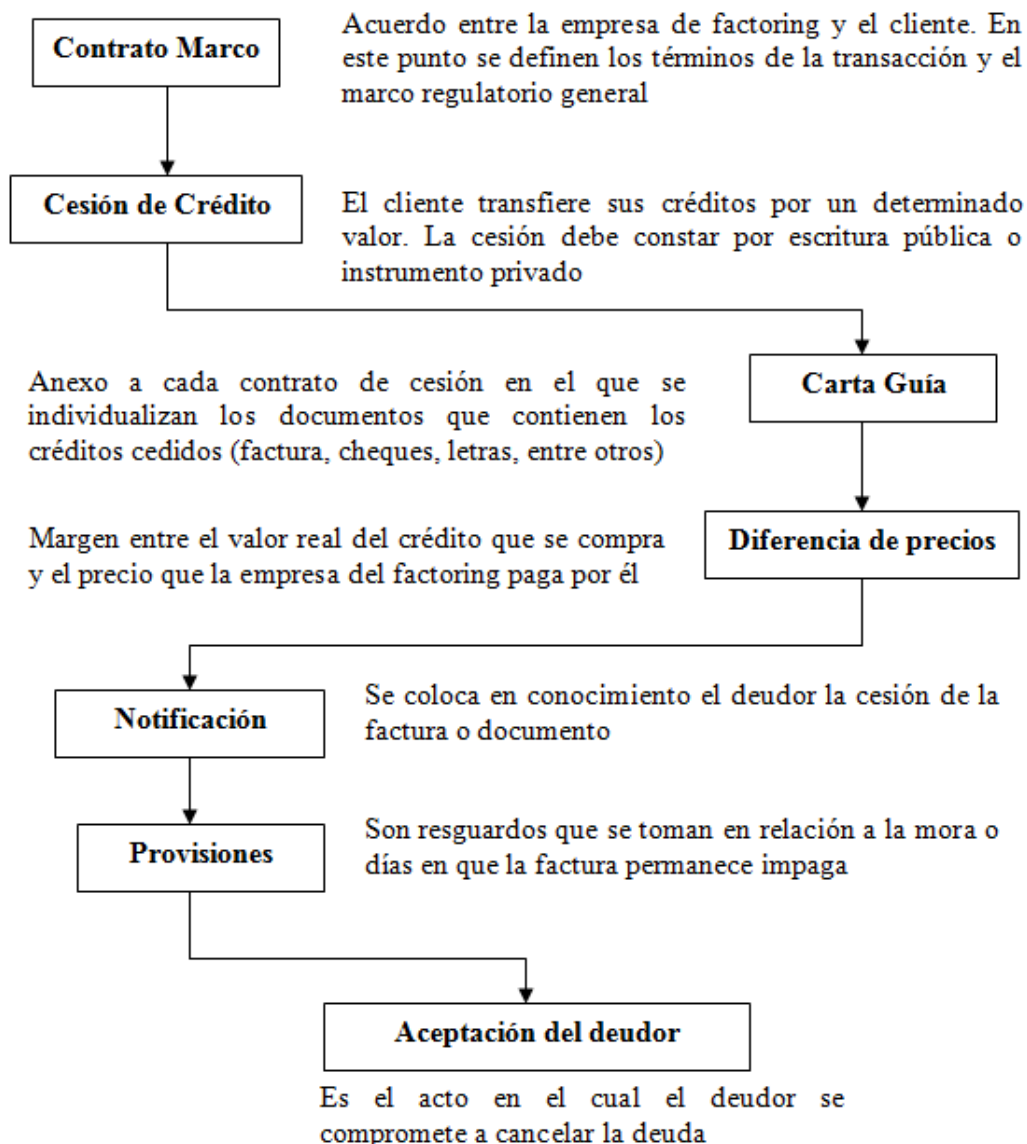 Contrato Marco
Acuerdo entre la empresa de factoring y el cliente. En
este punto se definen los términos de la transacción y el
marco regulatorio general
Cesión de Crédito
El cliente transfiere sus créditos por un determinado
valor. La cesión debe constar por escritura pública o
instrumento privado
Carta Guía
Anexo a cada contrato de cesión en el que se
individualizan los documentos que contienen los
créditos cedidos (factura, cheques, letras, entre otros)
Diferencia de precios
Margen entre el valor real del crédito que se compra
y el precio que la empresa del factoring paga por él
Notificación
Se coloca en conocimiento el deudor la cesión de la
factura o documento
Provisiones
Son resguardos que se toman en relación a la mora o
días en que la factura permanece impaga
Aceptación del deudor
Es el acto en el cual el deudor se
compromete a cancelar la deuda